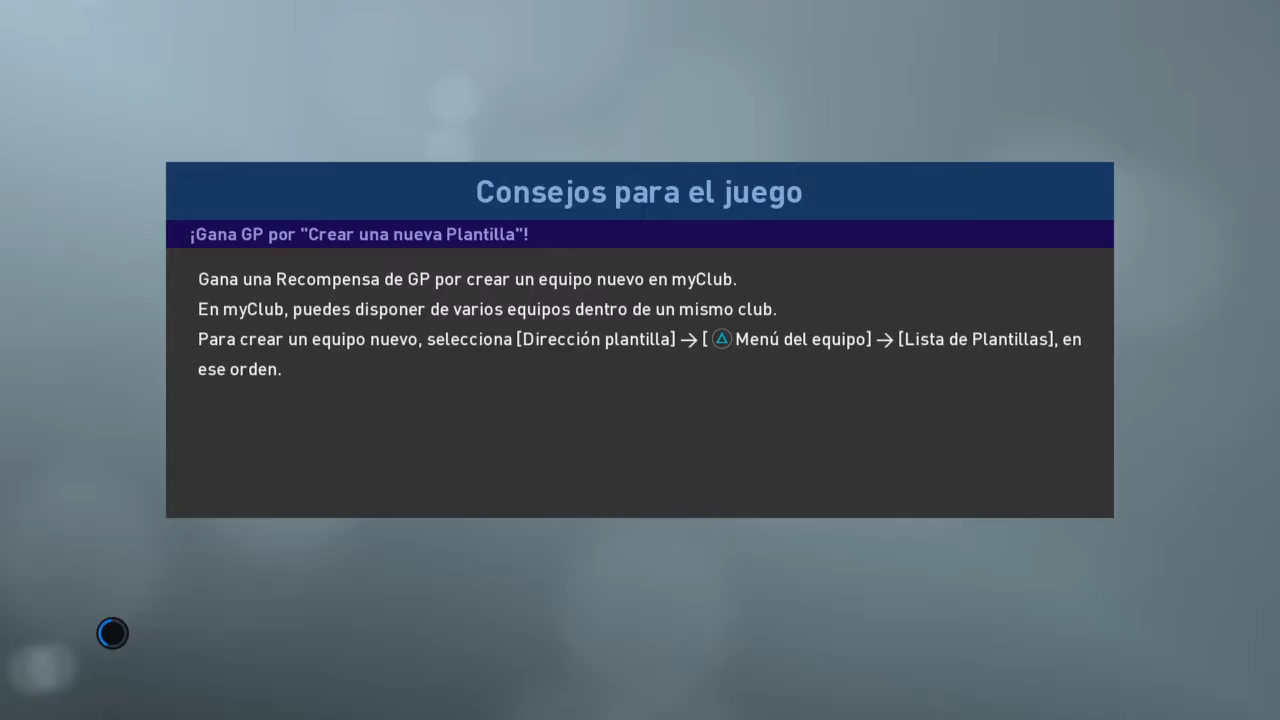 Consejos para el juego
¡Gana GP por "Crear una nueva Plantilla"!
Gana una Recompensa de GP por crear un equipo nuevo en myClub.
En myClub, puedes disponer de varios equipos dentro de un mismo club.
Para crear un equipo nuevo, selecciona [Dirección plantilla] → [ △ Menú del equipo] → [Lista de Plantillas], en
ese orden.